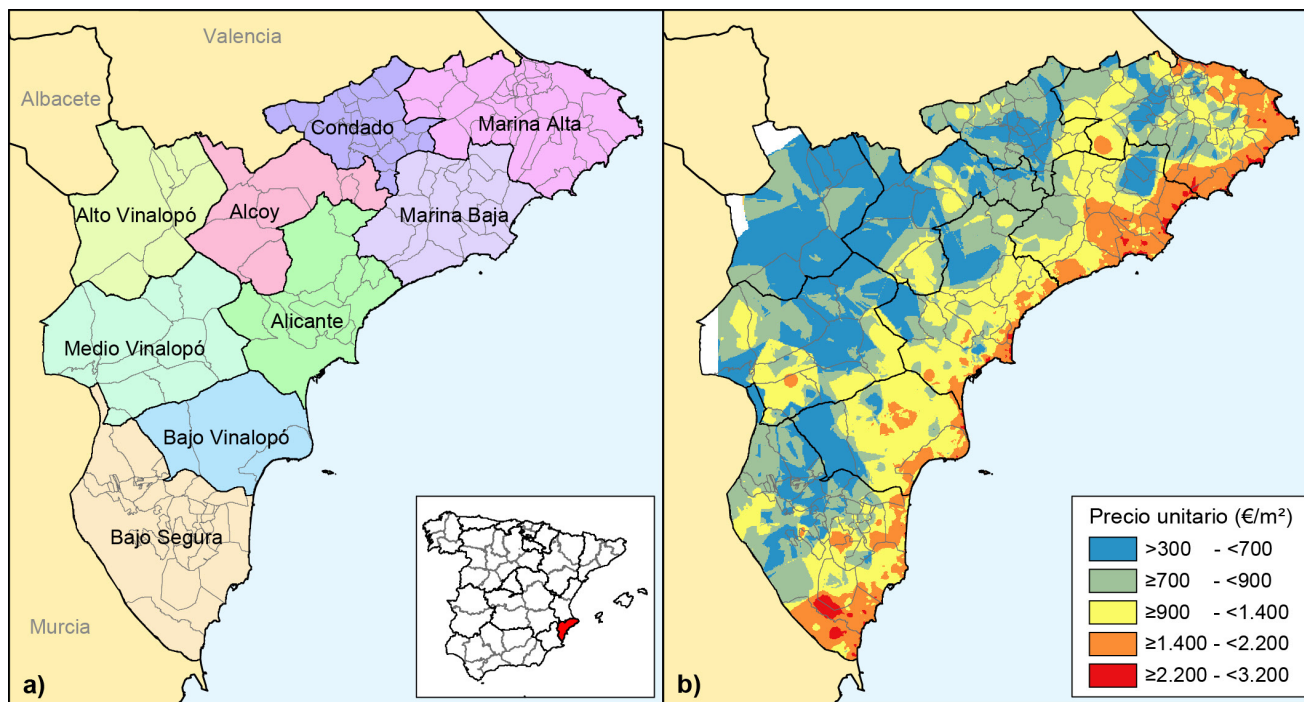 Valencia
Albacete
Condado
Marina Alta
Alto Vinalopó
Alcoy
Marina Baja
Alicante
Medio Vinalopó
Bajo Vinalopó
Bajo Segura
Murcia
a)
b)
Precio unitario (€/m²)
>300 - <700
≥700 - <900
≥900 - <1.400
≥1.400 - <2.200
≥2.200 - <3.200